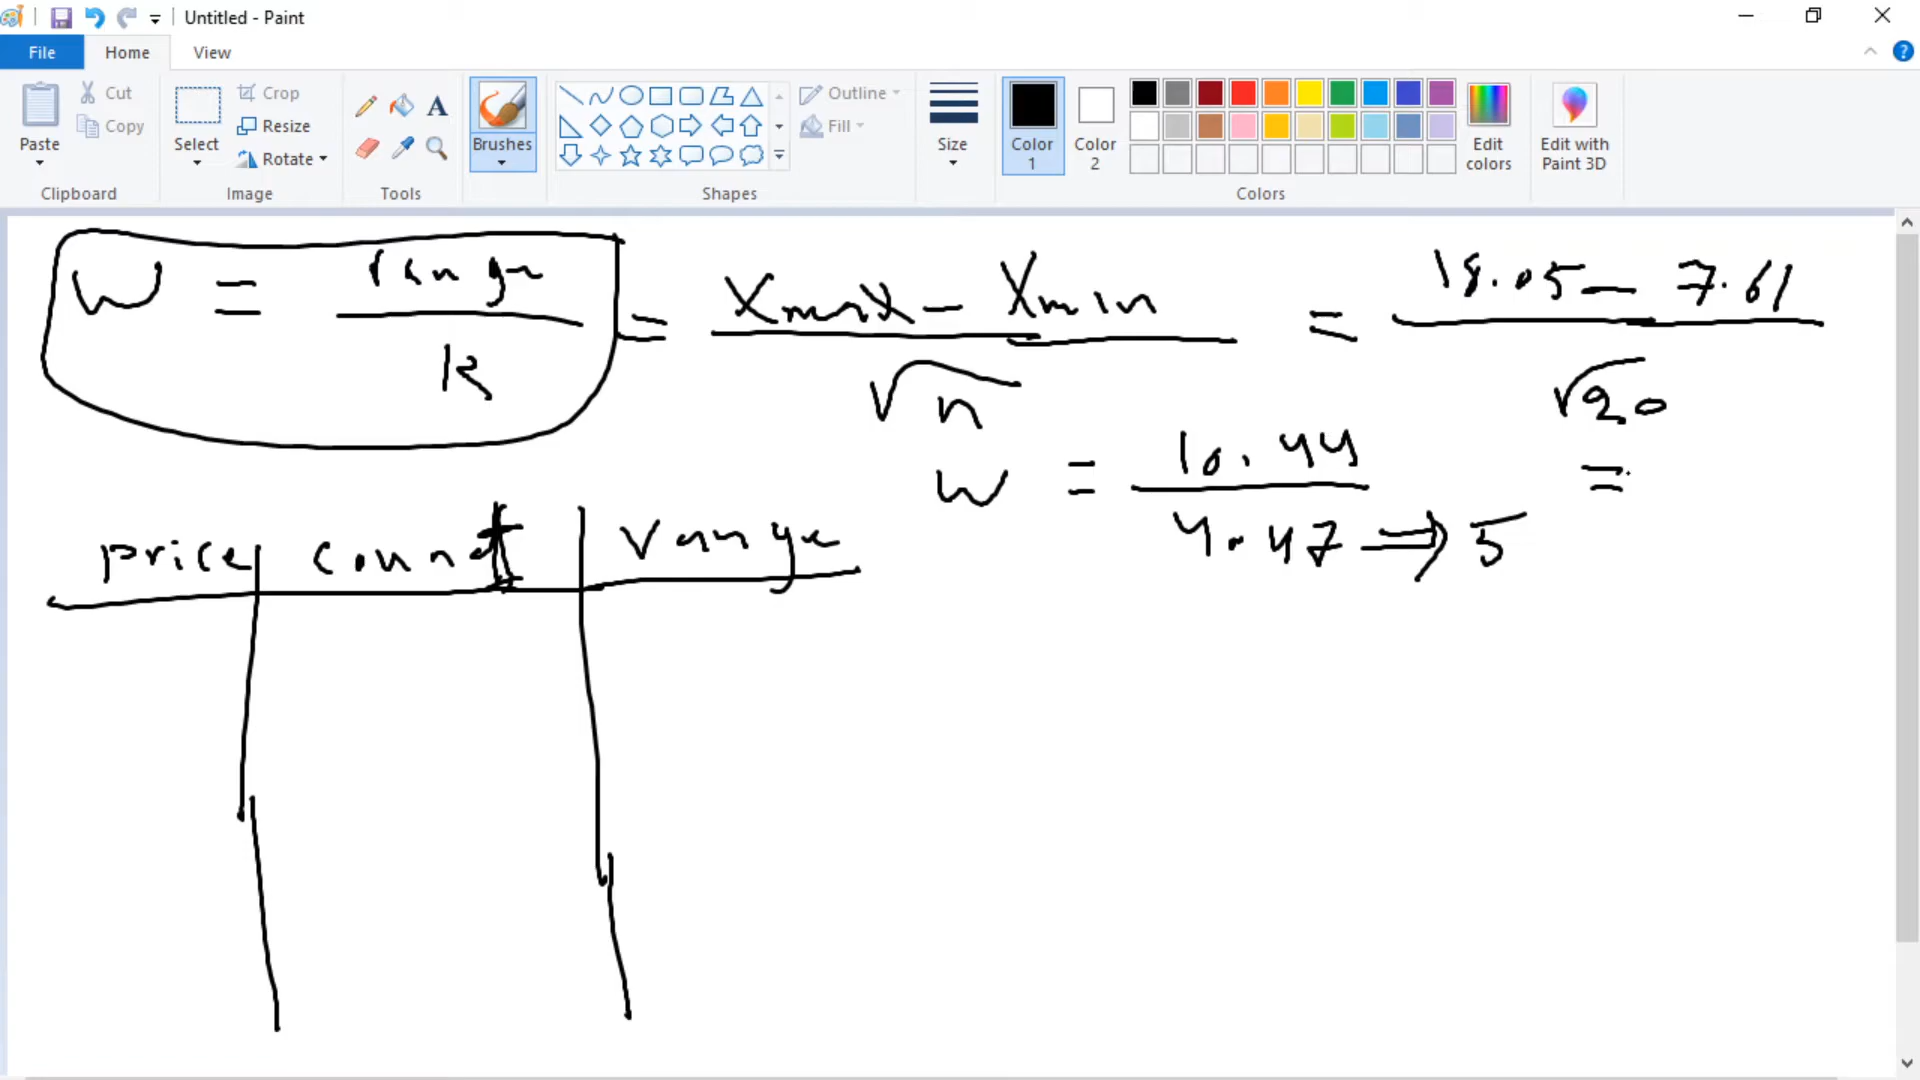 Untitled - Paint
File Home View
Paste Cut Copy Select Crop Resize Rotate A Brushes Outline Fill Size Color 1 Color 2 Edit colors Edit with Paint 3D
Clipboard Image Tools Shapes Colors
W = range / k = Xmax - Xmin / √n = 18.05 - 7.61 / √20
W = 10.44 / 4.47 ⇒ 5 =
price count range